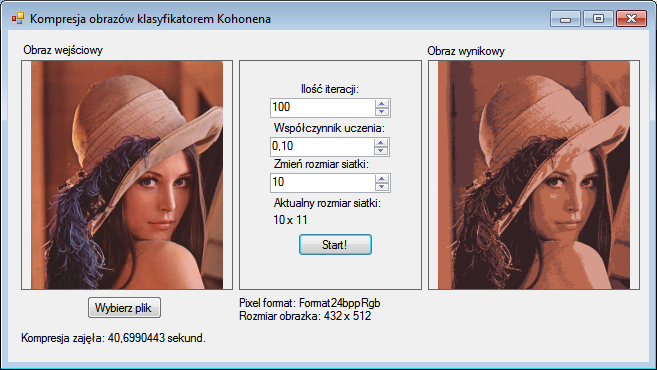 Kompresja obrazów klasyfikatorem Kohonena
Obraz wejściowy
Obraz wynikowy
Ilość iteracji:
100
Współczynnik uczenia:
0,10
Zmień rozmiar siatki:
10
Aktualny rozmiar siatki:
10 x 11
Start!
Wybierz plik
Pixel format: Format24bppRgb
Rozmiar obrazka: 432 x 512
Kompresja zajęła: 40,6990443 sekund.